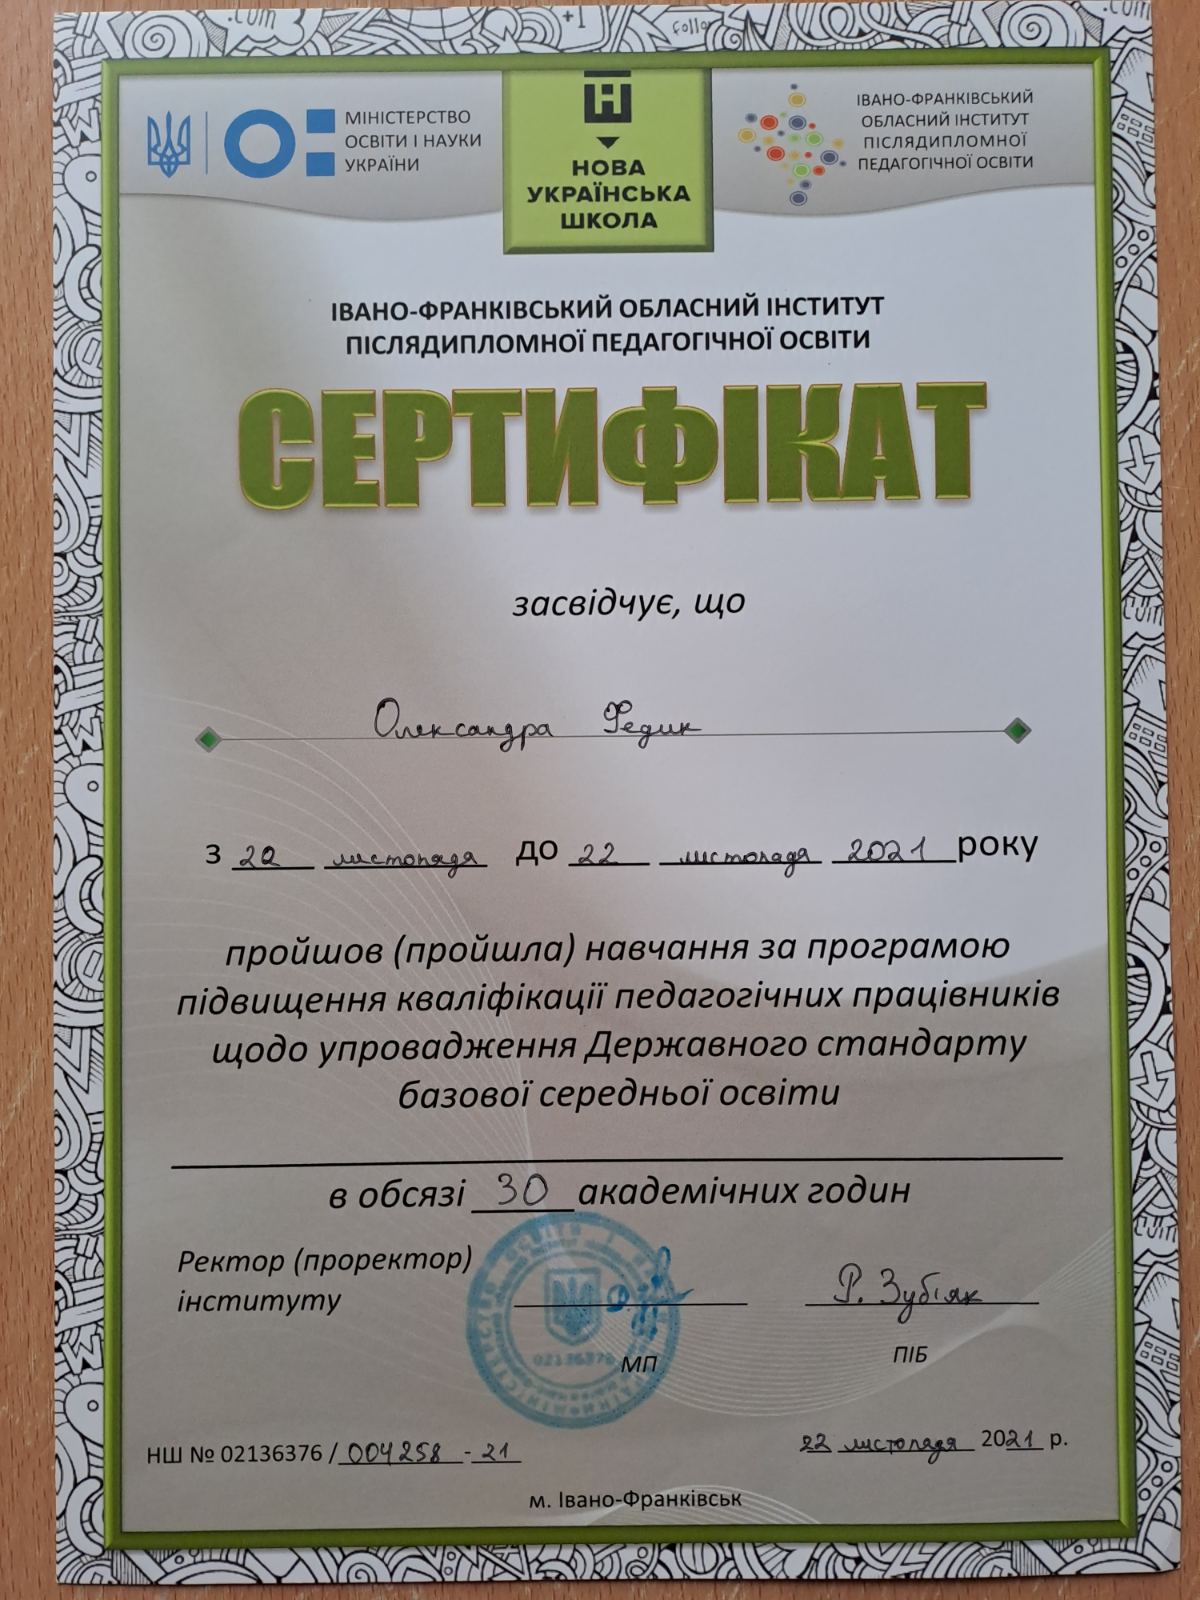 МІНІСТЕРСТВО
ОСВІТИ І НАУКИ
УКРАЇНИ
НОВА
УКРАЇНСЬКА
ШКОЛА
ІВАНО-ФРАНКІВСЬКИЙ
ОБЛАСНИЙ ІНСТИТУТ
ПІСЛЯДИПЛОМНОЇ
ПЕДАГОГІЧНОЇ ОСВІТИ
ІВАНО-ФРАНКІВСЬКИЙ ОБЛАСНИЙ ІНСТИТУТ
ПІСЛЯДИПЛОМНОЇ ПЕДАГОГІЧНОЇ ОСВІТИ
СЕРТИФІКАТ
засвідчує, що
Олександра Федик
з листопада до 22 листопада 2021 року
пройшов (пройшла) навчання за програмою
підвищення кваліфікації педагогічних працівників
щодо упровадження Державного стандарту
базової середньої освіти
в обсязі 30 академічних годин
Ректор (проректор)
інституту
Р. Зубіяк
02136376
МП
ПІБ
НШ № 02136376 / 004258 - 21
22 листопада 2021 р.
м. Івано-Франківськ